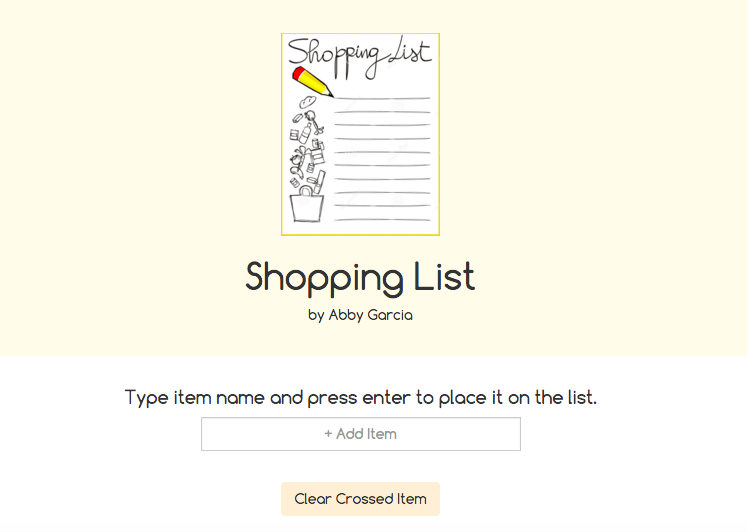 Shopping List
Shopping List
by Abby Garcia
Type item name and press enter to place it on the list.
+ Add Item
Clear Crossed Item